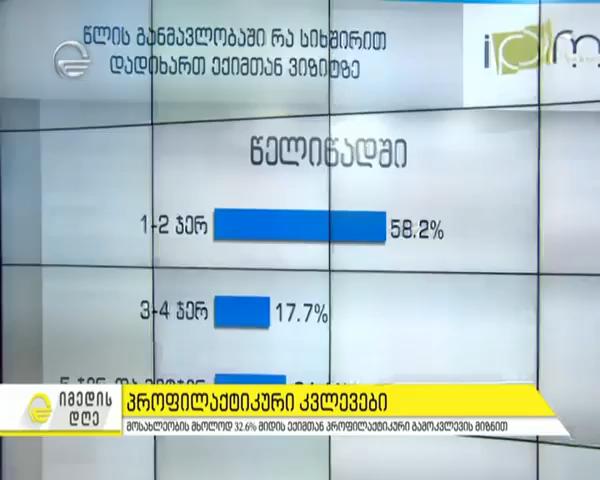 წლის განმავლობაში რა სიხშირით
დადიხართ ექიმთან ვიზიტზე
წელიწადში
1-2 ჯერ 58.2%
3-4 ჯერ 17.7%
იმედის
დღე
პროფილაქტიკური კვლევები
მოსახლეობის მხოლოდ 32.6% მიდის ექიმთან პროფილაქტიკური გამოკვლევის მიზნით